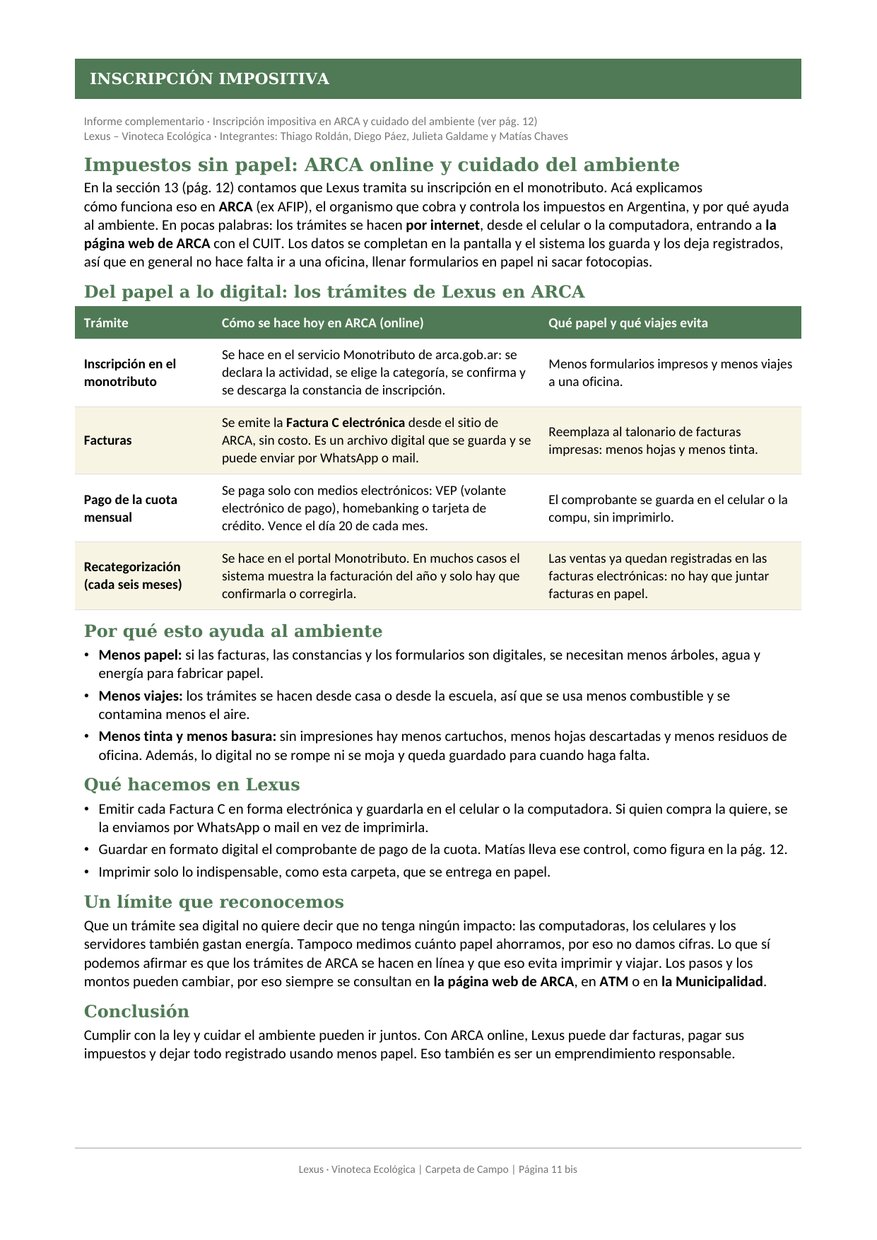 INSCRIPCIÓN IMPOSITIVA
Informe complementario · Inscripción impositiva en ARCA y cuidado del ambiente (ver pág. 12)
Lexus – Vinoteca Ecológica · Integrantes: Thiago Roldán, Diego Páez, Julieta Galdame y Matías Chaves
Impuestos sin papel: ARCA online y cuidado del ambiente
En la sección 13 (pág. 12) contamos que Lexus tramita su inscripción en el monotributo. Acá explicamos
cómo funciona eso en ARCA (ex AFIP), el organismo que cobra y controla los impuestos en Argentina, y por qué ayuda
al ambiente. En pocas palabras: los trámites se hacen por internet, desde el celular o la computadora, entrando a la
página web de ARCA con el CUIT. Los datos se completan en la pantalla y el sistema los guarda y los deja registrados,
así que en general no hace falta ir a una oficina, llenar formularios en papel ni sacar fotocopias.
Del papel a lo digital: los trámites de Lexus en ARCA
Trámite
Cómo se hace hoy en ARCA (online)
Qué papel y qué viajes evita
Inscripción en el
monotributo
Se hace en el servicio Monotributo de arca.gob.ar: se
declara la actividad, se elige la categoría, se confirma y
se descarga la constancia de inscripción.
Menos formularios impresos y menos viajes
a una oficina.
Facturas
Se emite la Factura C electrónica desde el sitio de
ARCA, sin costo. Es un archivo digital que se guarda y se
puede enviar por WhatsApp o mail.
Reemplaza al talonario de facturas
impresas: menos hojas y menos tinta.
Pago de la cuota
mensual
Se paga solo con medios electrónicos: VEP (volante
electrónico de pago), homebanking o tarjeta de
crédito. Vence el día 20 de cada mes.
El comprobante se guarda en el celular o la
compu, sin imprimirlo.
Recategorización
(cada seis meses)
Se hace en el portal Monotributo. En muchos casos el
sistema muestra la facturación del año y solo hay que
confirmarla o corregirla.
Las ventas ya quedan registradas en las
facturas electrónicas: no hay que juntar
facturas en papel.
Por qué esto ayuda al ambiente
• Menos papel: si las facturas, las constancias y los formularios son digitales, se necesitan menos árboles, agua y
energía para fabricar papel.
• Menos viajes: los trámites se hacen desde casa o desde la escuela, así que se usa menos combustible y se
contamina menos el aire.
• Menos tinta y menos basura: sin impresiones hay menos cartuchos, menos hojas descartadas y menos residuos de
oficina. Además, lo digital no se rompe ni se moja y queda guardado para cuando haga falta.
Qué hacemos en Lexus
• Emitir cada Factura C en forma electrónica y guardarla en el celular o la computadora. Si quien compra la quiere, se
la enviamos por WhatsApp o mail en vez de imprimirla.
• Guardar en formato digital el comprobante de pago de la cuota. Matías lleva ese control, como figura en la pág. 12.
• Imprimir solo lo indispensable, como esta carpeta, que se entrega en papel.
Un límite que reconocemos
Que un trámite sea digital no quiere decir que no tenga ningún impacto: las computadoras, los celulares y los
servidores también gastan energía. Tampoco medimos cuánto papel ahorramos, por eso no damos cifras. Lo que sí
podemos afirmar es que los trámites de ARCA se hacen en línea y que eso evita imprimir y viajar. Los pasos y los
montos pueden cambiar, por eso siempre se consultan en la página web de ARCA, en ATM o en la Municipalidad.
Conclusión
Cumplir con la ley y cuidar el ambiente pueden ir juntos. Con ARCA online, Lexus puede dar facturas, pagar sus
impuestos y dejar todo registrado usando menos papel. Eso también es ser un emprendimiento responsable.
Lexus · Vinoteca Ecológica | Carpeta de Campo | Página 11 bis